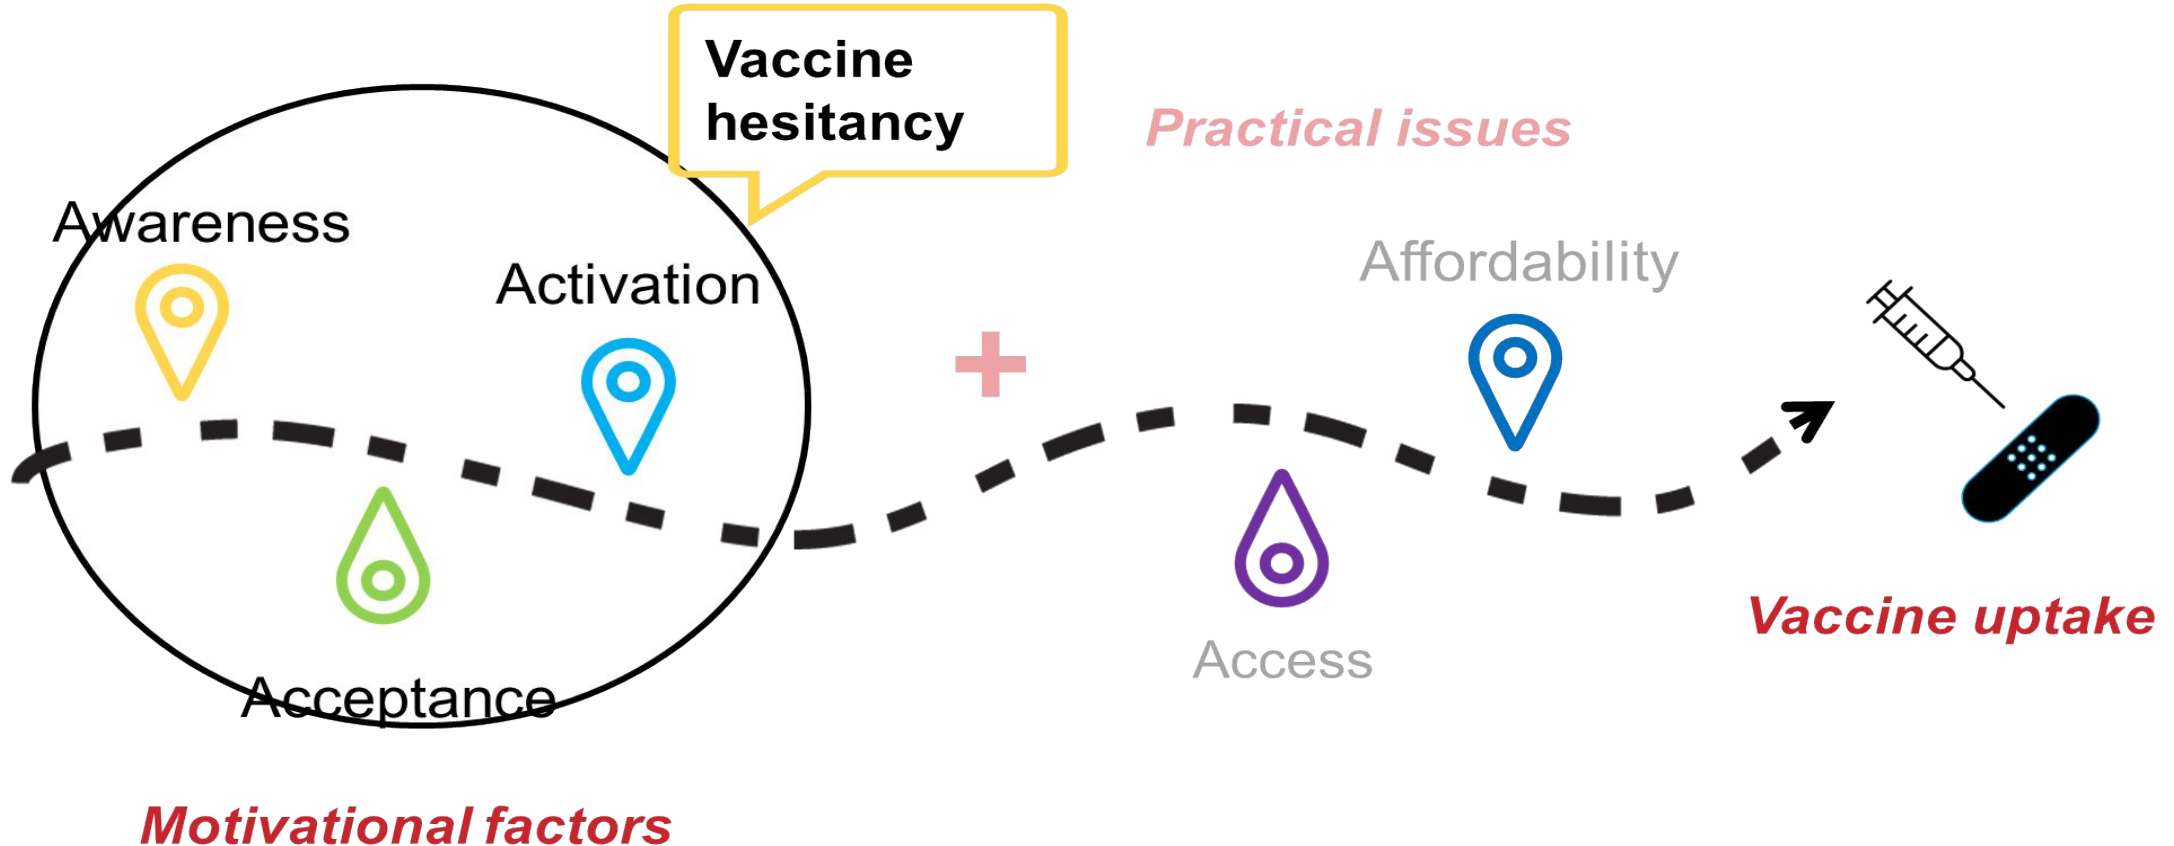 Vaccine
hesitancy
Practical issues
Awareness
Activation
Affordability
Acceptance
Access
Vaccine uptake
Motivational factors